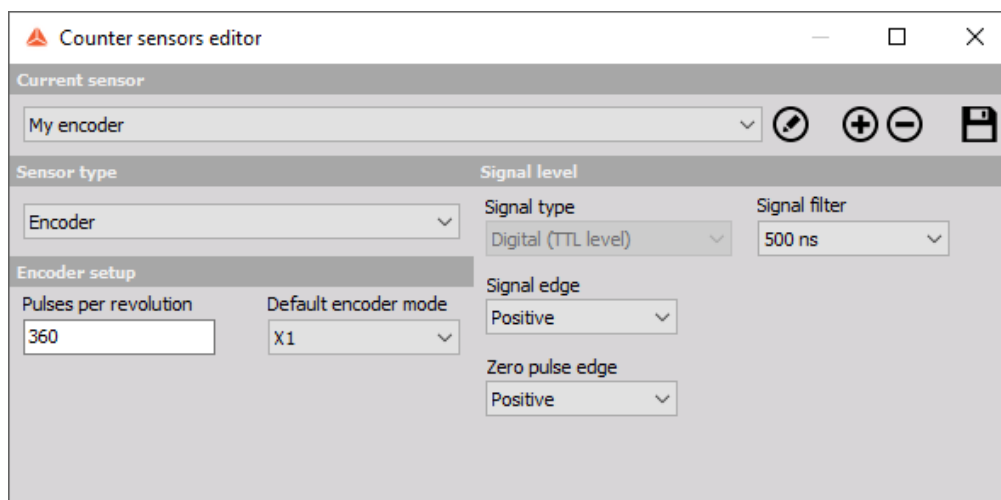 Counter sensors editor
Current sensor
My encoder
Sensor type
Signal level
Encoder
Signal type
Signal filter
Digital (TTL level)
500 ns
Encoder setup
Pulses per revolution
Default encoder mode
360
X1
Signal edge
Positive
Zero pulse edge
Positive